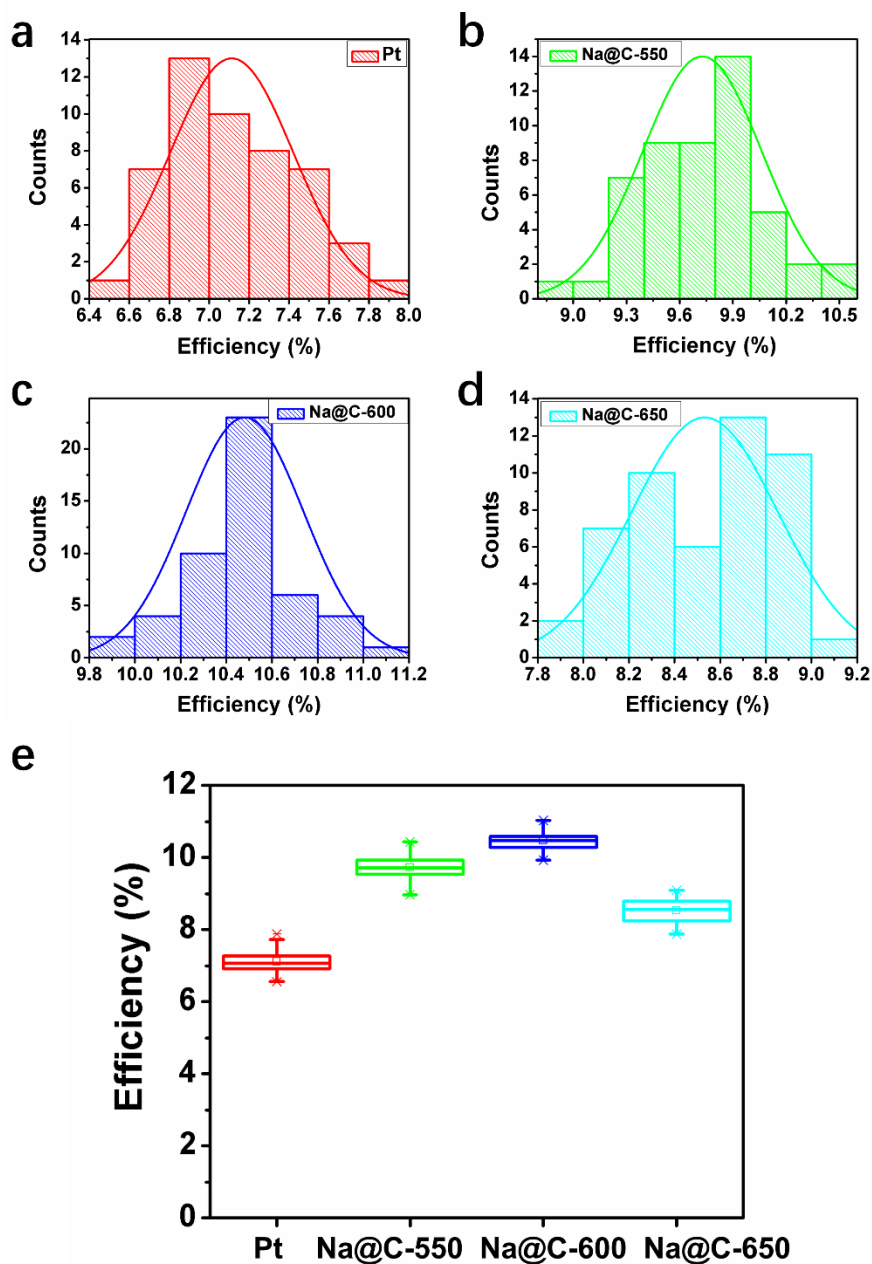 a
14
12
10
8
6
4
2
0
Counts
Pt
6.4 6.6 6.8 7.0 7.2 7.4 7.6 7.8 8.0
Efficiency (%)
b
16
14
12
10
8
6
4
2
0
Counts
Na@C-550
9.0 9.3 9.6 9.9 10.2 10.5
Efficiency (%)
c
20
15
10
5
0
Counts
Na@C-600
9.8 10.0 10.2 10.4 10.6 10.8 11.0 11.2
Efficiency (%)
d
14
12
10
8
6
4
2
0
Counts
Na@C-650
7.8 8.0 8.2 8.4 8.6 8.8 9.0 9.2
Efficiency (%)
e
12
10
8
6
4
2
0
Efficiency (%)
Pt Na@C-550 Na@C-600 Na@C-650